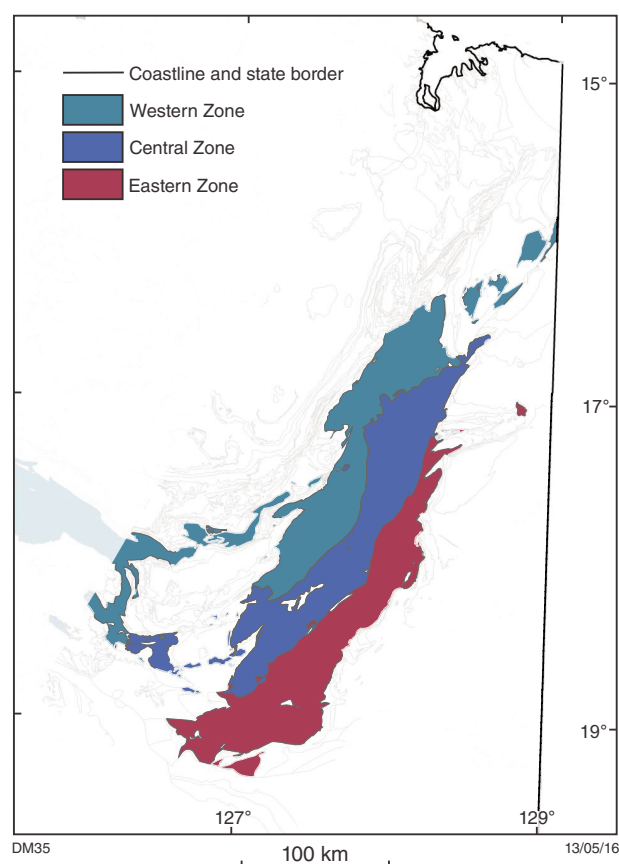 Coastline and state border
Western Zone
Central Zone
Eastern Zone
15°
17°
19°
127°
129°
DM35
100 km
13/05/16